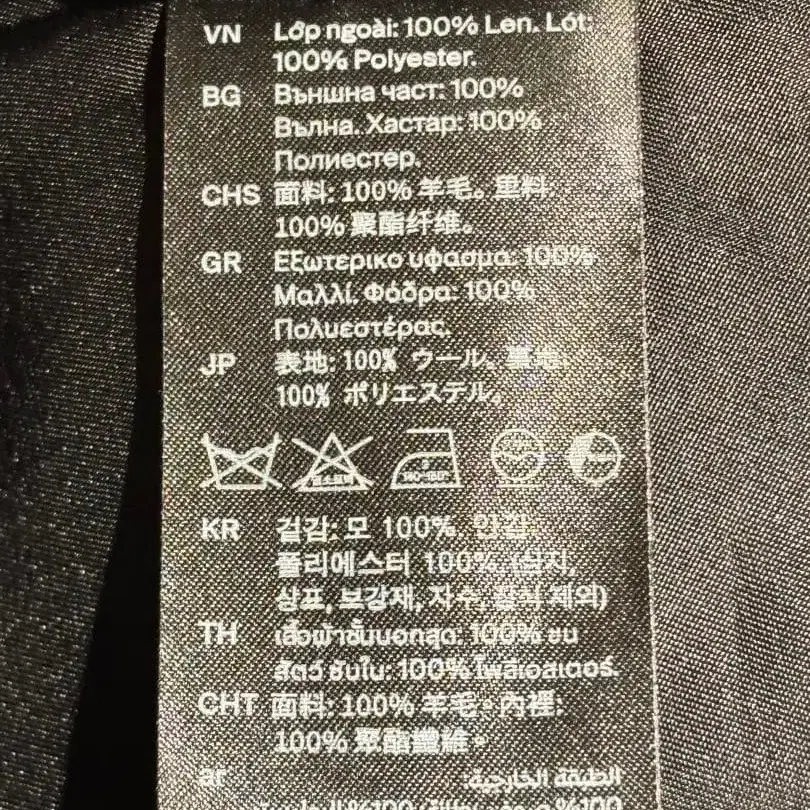 VN Lớp ngoài: 100% Len. Lót:
100% Polyester.
BG Външна част: 100%
Вълна. Хастар: 100%
Полиестер.
CHS 面料: 100% 羊毛。里料:
100% 聚酯纤维。
GR Εξωτερικο υφασμα: 100%
Μαλλί. Φόδρα: 100%
Πολυεστέρας.
JP 表地: 100% ウール。裏地:
100% ポリエステル。
KR 겉감: 모 100%. 안감:
폴리에스터 100%. (심지,
상표, 브강재, 자수, 장식 제외)
TH เสื้อผ้าชั้นนอกสุด: 100% ขน
สัตว์ ซับใน: 100% โพลีเอสเตอร์.
CHT 面料: 100% 羊毛。內裡:
100% 聚酯纖維。
ar الطبقة الخارجية:
100%